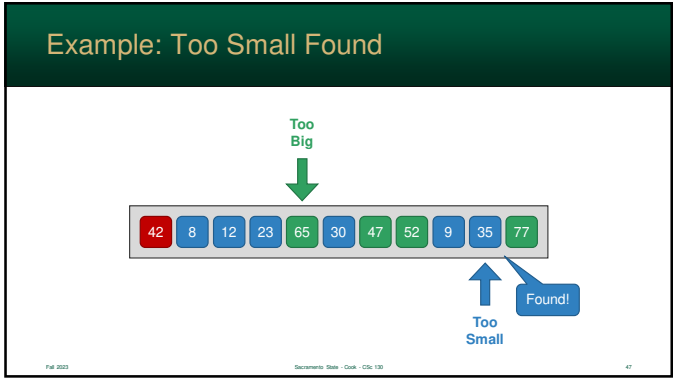 Example: Too Small Found
Too
Big
42 8 12 23 65 30 47 52 9 35 77
Found!
Too
Small
Fall 2023 Sacramento State - Cook - CSc 130 47